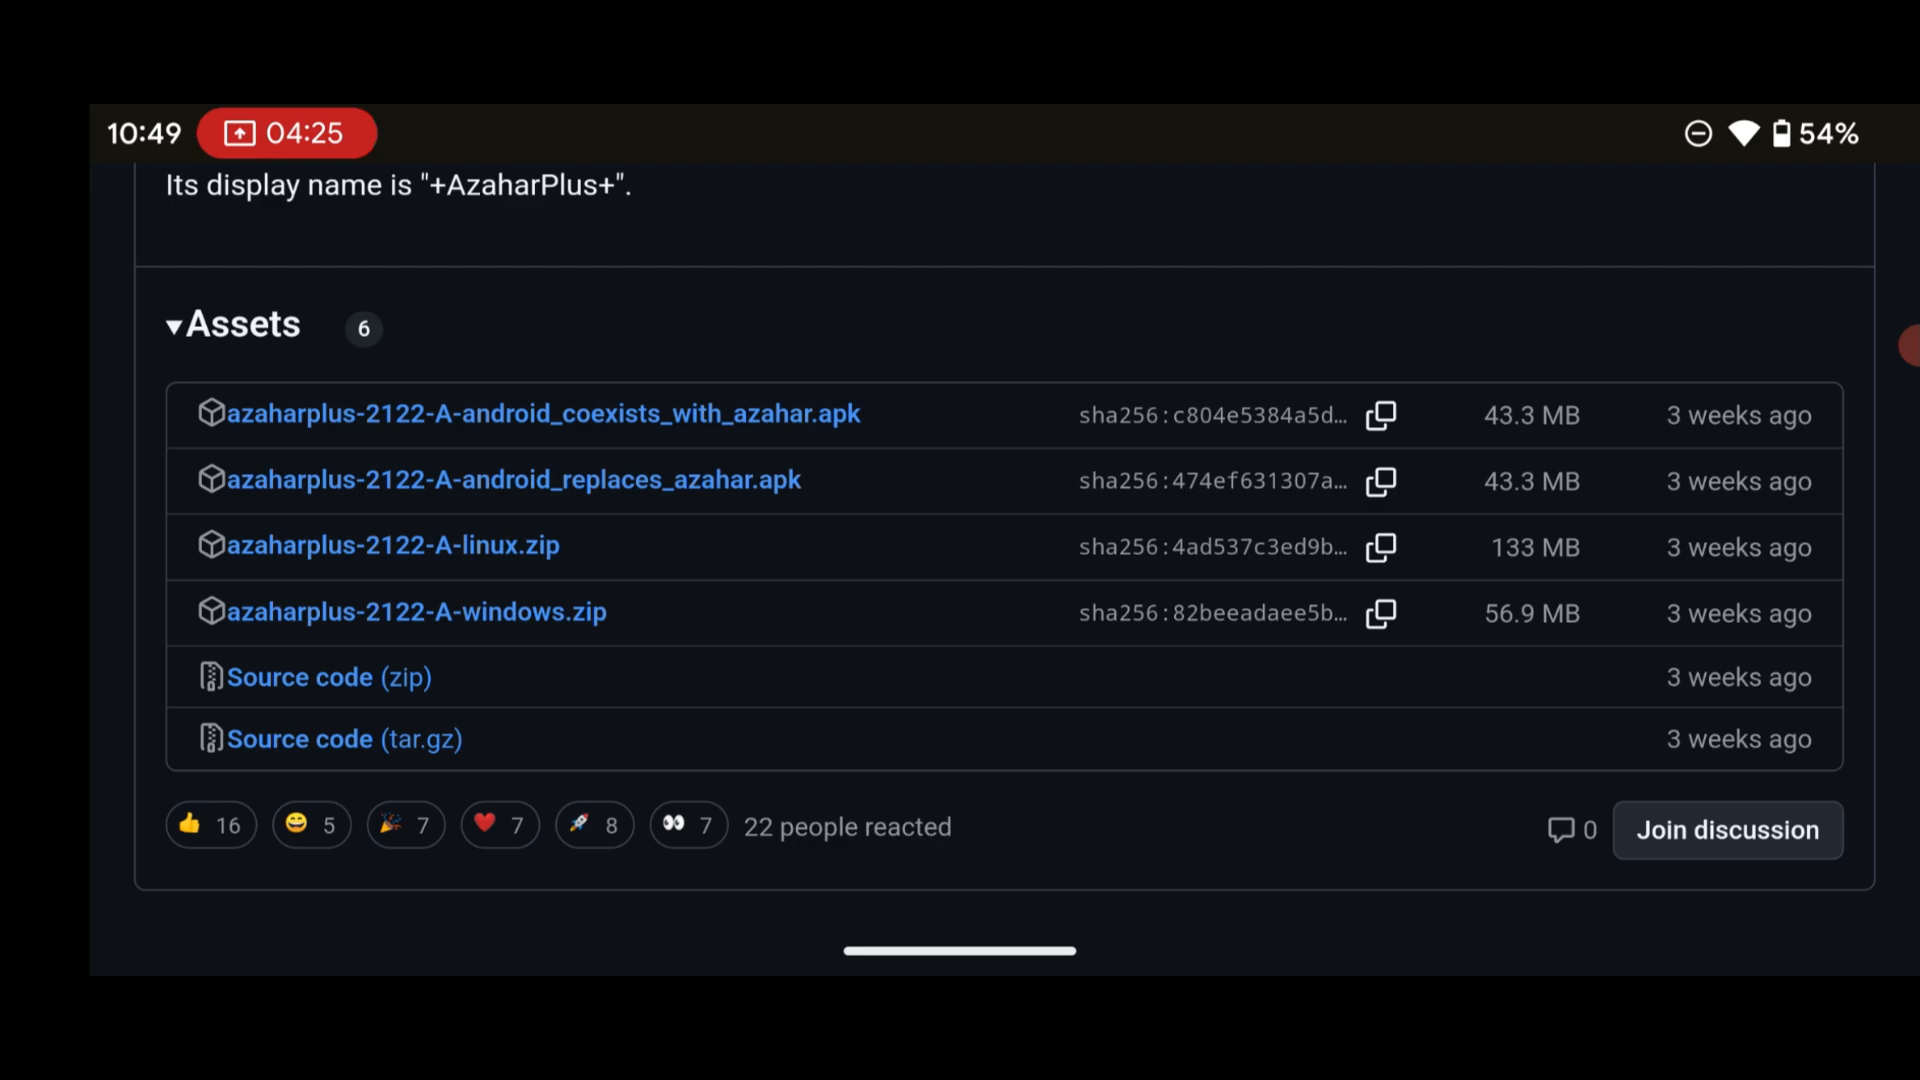 10:49 04:25 54%
Its display name is "+AzaharPlus+".
▾Assets 6
azaharplus-2122-A-android_coexists_with_azahar.apk sha256:c804e5384a5d… 43.3 MB 3 weeks ago
azaharplus-2122-A-android_replaces_azahar.apk sha256:474ef631307a… 43.3 MB 3 weeks ago
azaharplus-2122-A-linux.zip sha256:4ad537c3ed9b… 133 MB 3 weeks ago
azaharplus-2122-A-windows.zip sha256:82beeadaee5b… 56.9 MB 3 weeks ago
Source code (zip) 3 weeks ago
Source code (tar.gz) 3 weeks ago
👍 16 😄 5 🎉 7 ❤️ 7 🚀 8 👀 7 22 people reacted 0 Join discussion